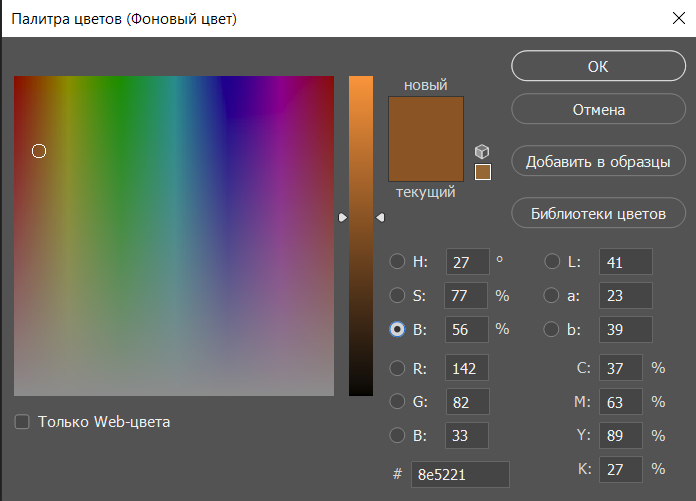 Палитра цветов (Фоновый цвет)
новый
текущий
ОК
Отмена
Добавить в образцы
Библиотеки цветов
H: 27 °
L: 41
S: 77 %
a: 23
B: 56 %
b: 39
R: 142
C: 37 %
G: 82
M: 63 %
B: 33
Y: 89 %
# 8e5221
K: 27 %
Только Web-цвета